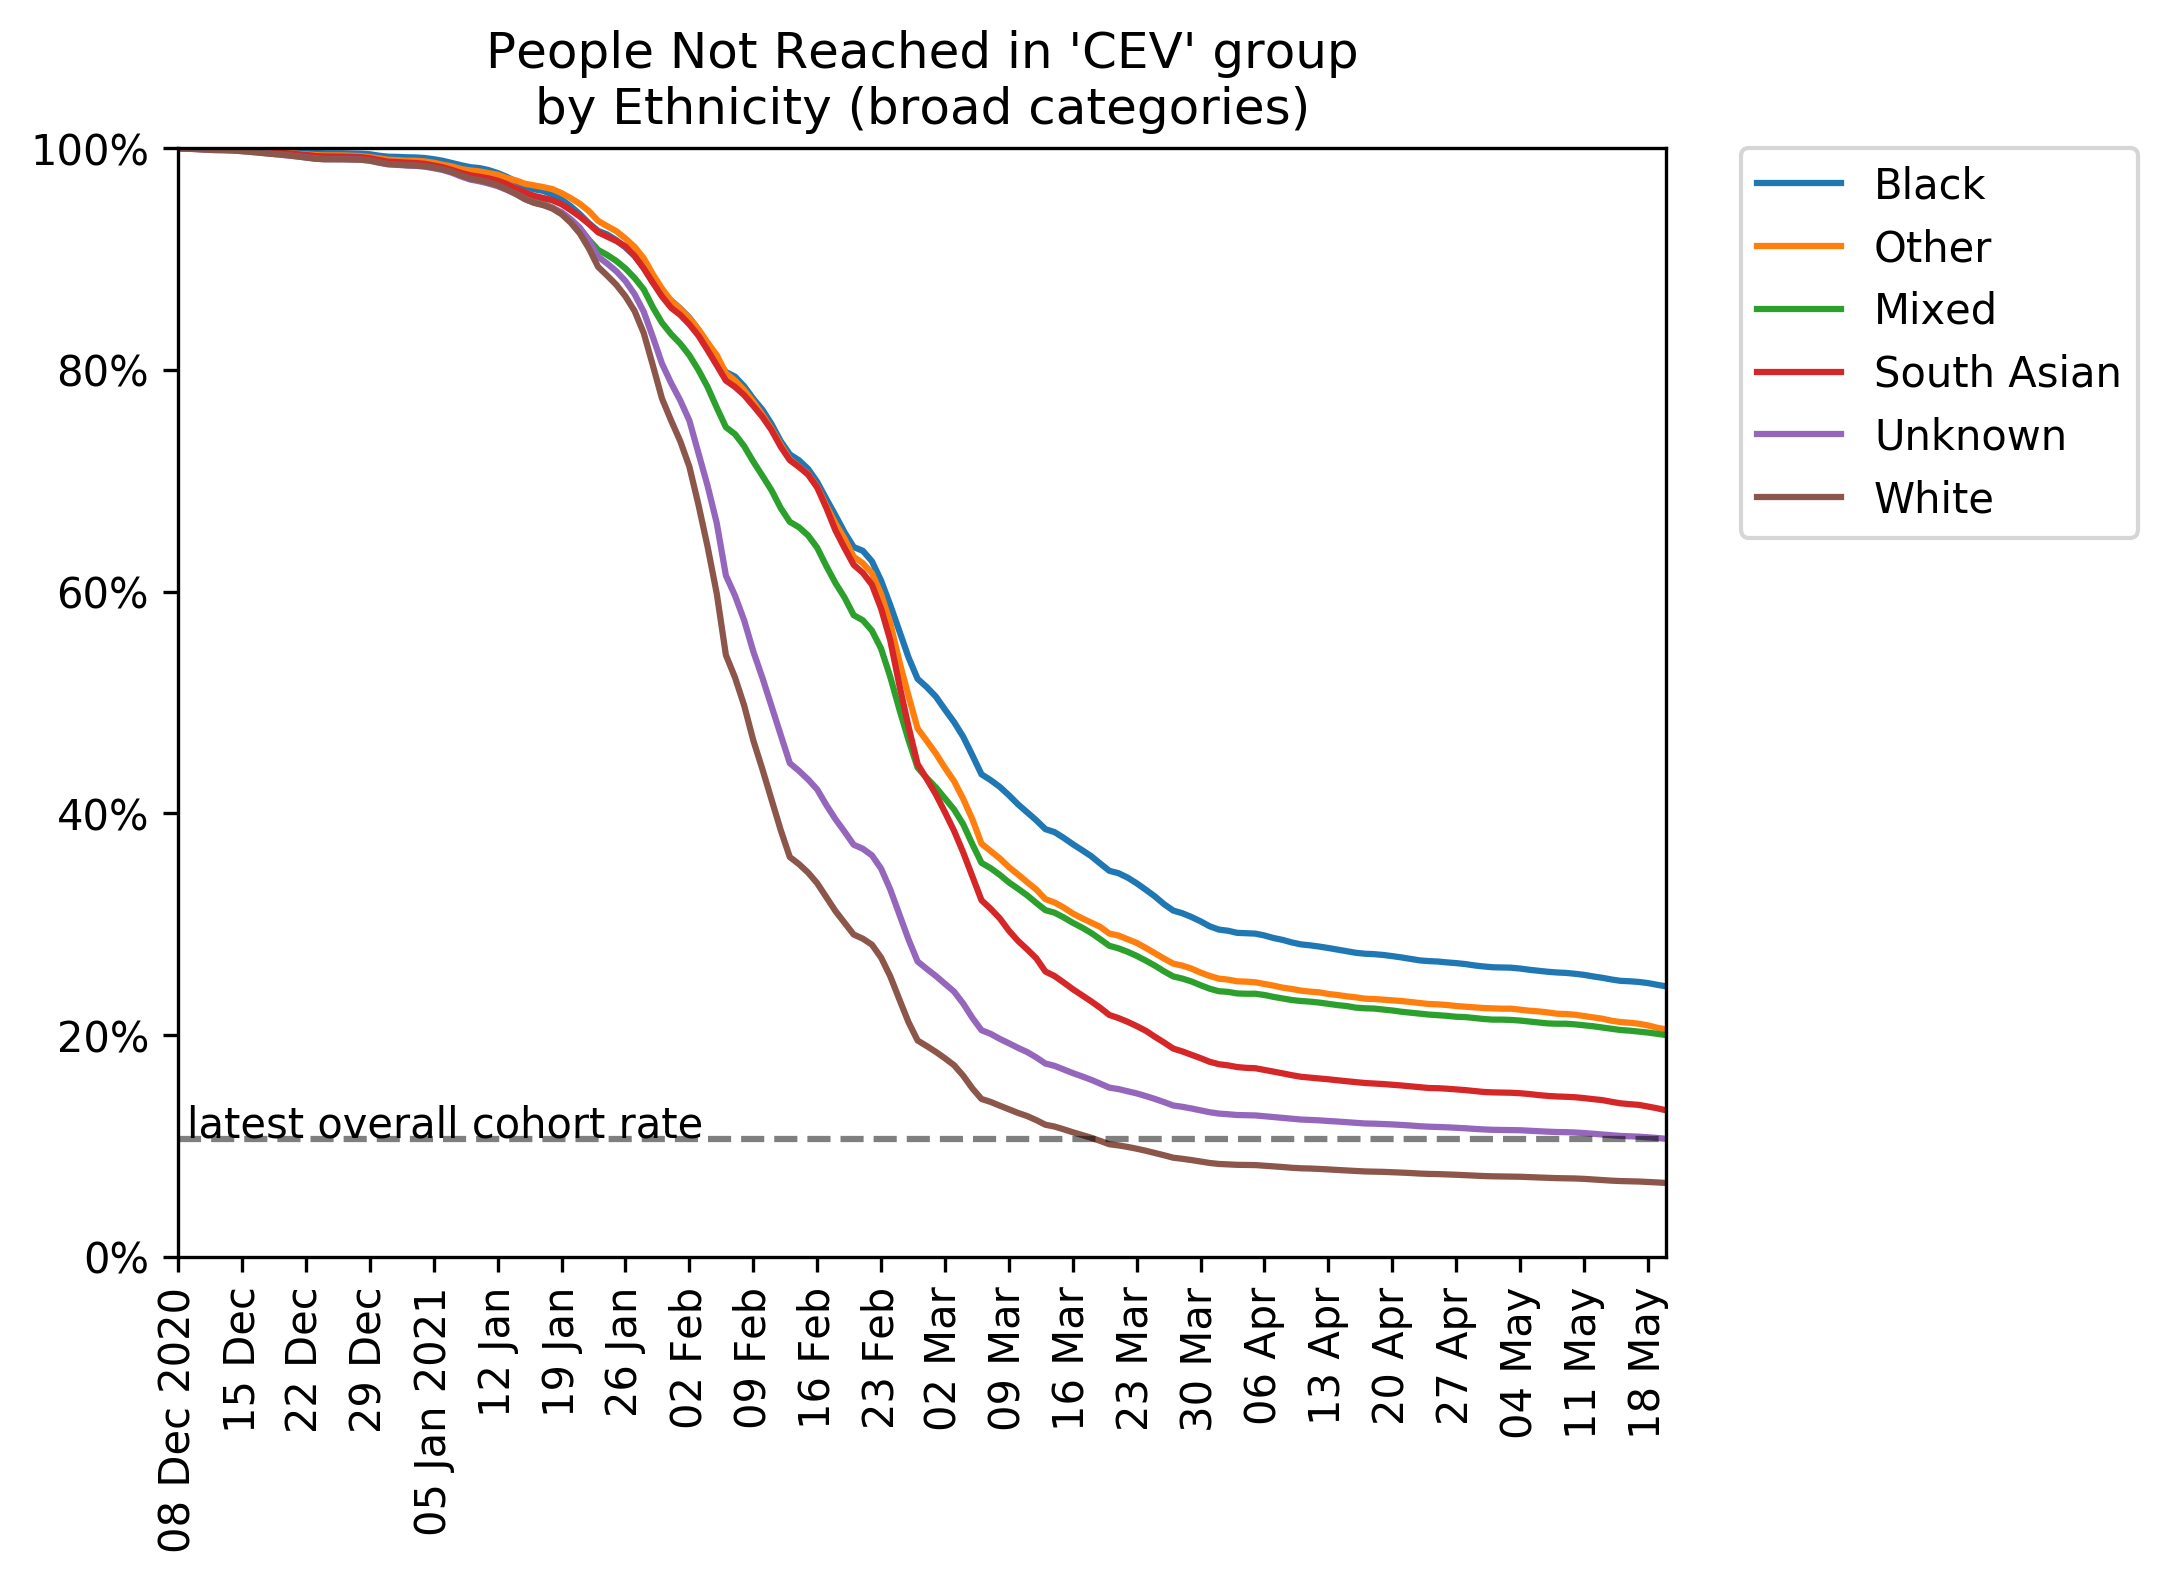 People Not Reached in 'CEV' group
by Ethnicity (broad categories)
100%
80%
60%
40%
20%
0%
latest overall cohort rate
08 Dec 2020
15 Dec
22 Dec
29 Dec
05 Jan 2021
12 Jan
19 Jan
26 Jan
02 Feb
09 Feb
16 Feb
23 Feb
02 Mar
09 Mar
16 Mar
23 Mar
30 Mar
06 Apr
13 Apr
20 Apr
27 Apr
04 May
11 May
18 May
Black
Other
Mixed
South Asian
Unknown
White